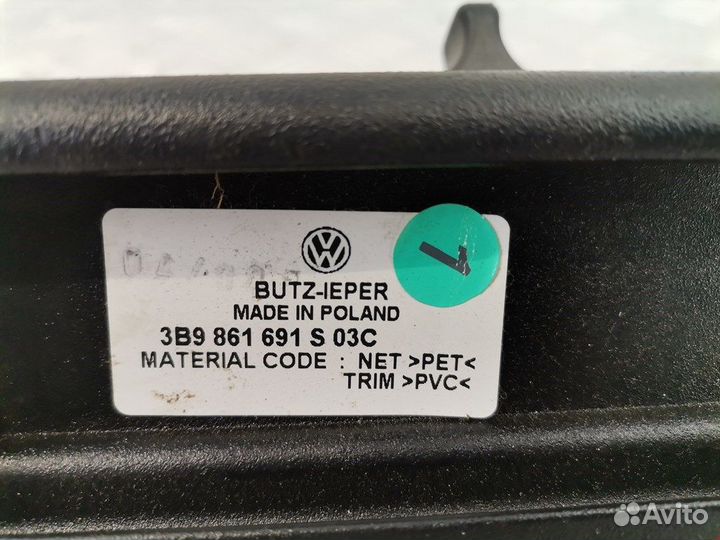 BUTZ-IEPER
MADE IN POLAND
3B9 861 691 S 03C
MATERIAL CODE : NET >PET<
TRIM >PVC<
Avito